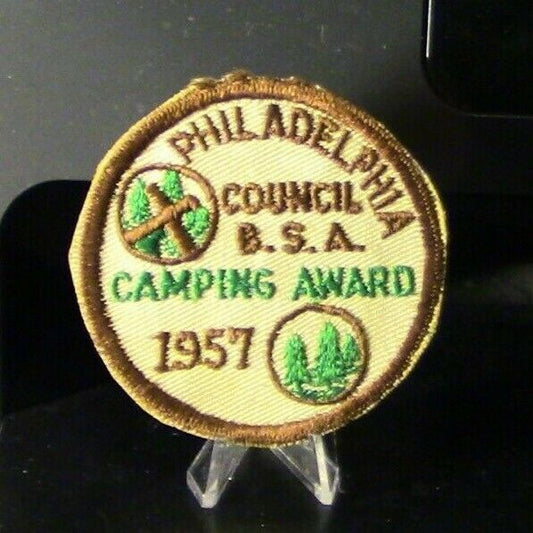 PHILADELPHIA
COUNCIL
B.S.A.
CAMPING AWARD
1957